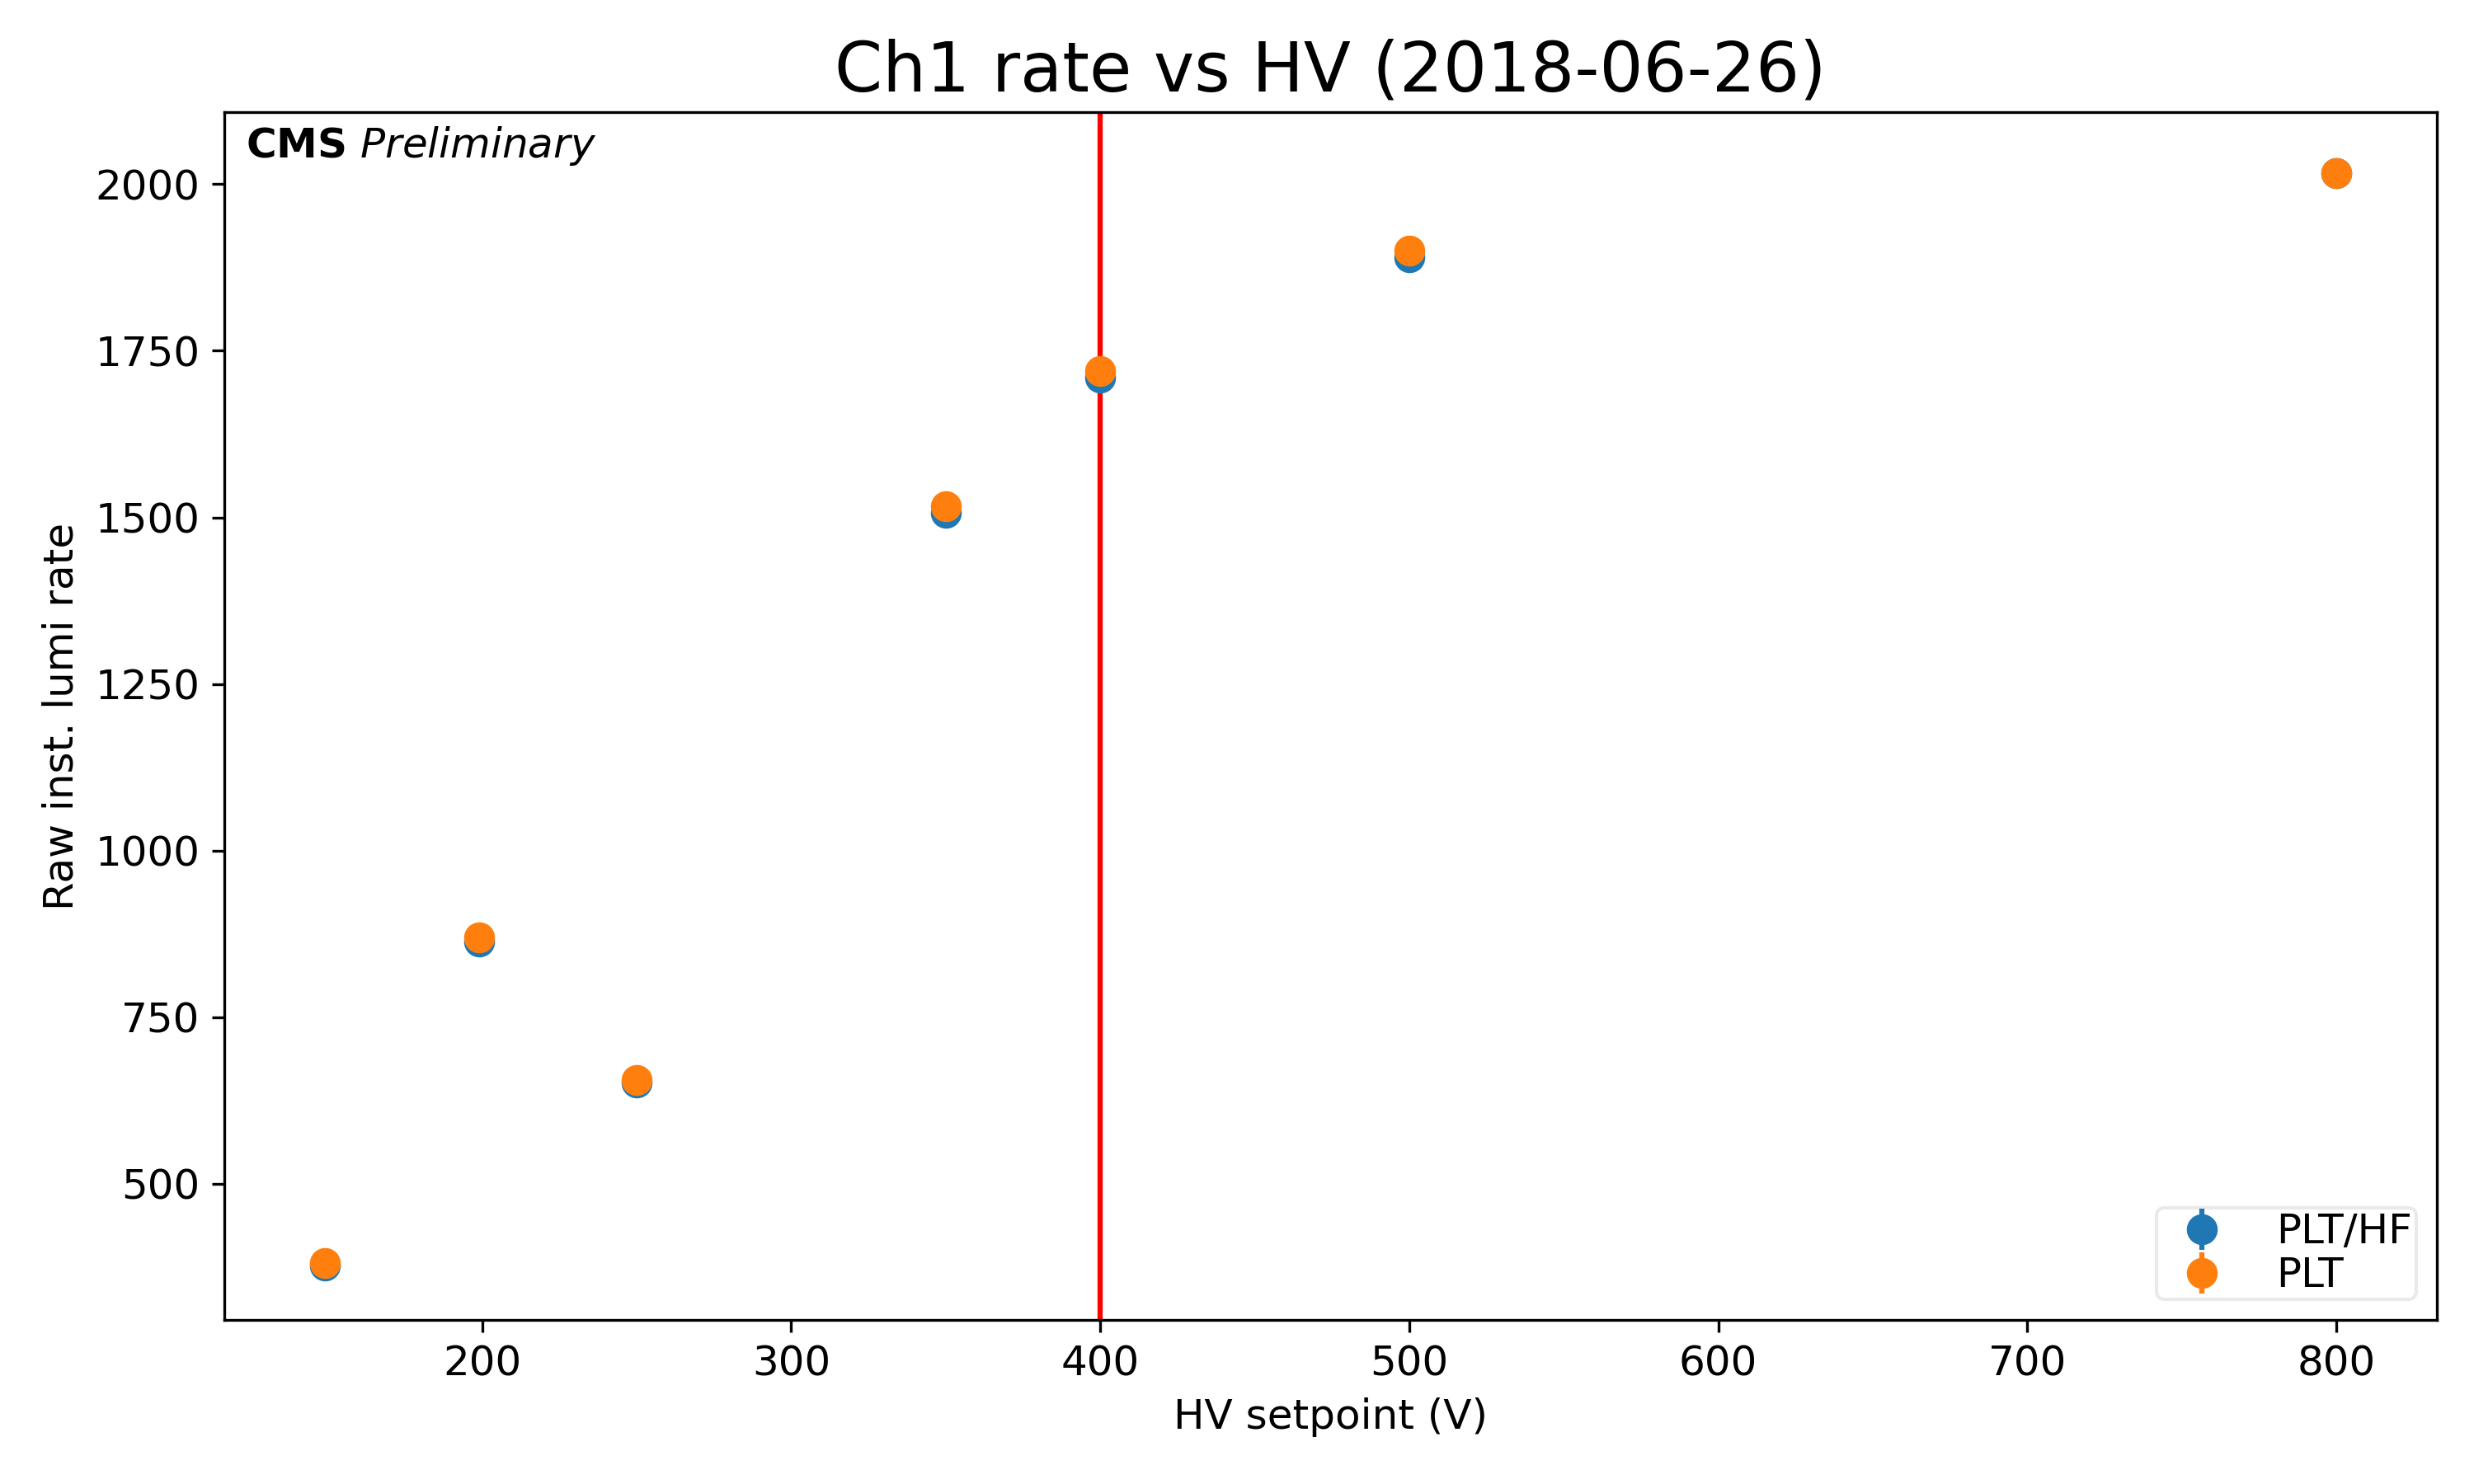 Ch1 rate vs HV (2018-06-26)
CMS Preliminary
2000
1750
1500
1250
1000
750
500
Raw inst. lumi rate
PLT/HF
PLT
200 300 400 500 600 700 800
HV setpoint (V)